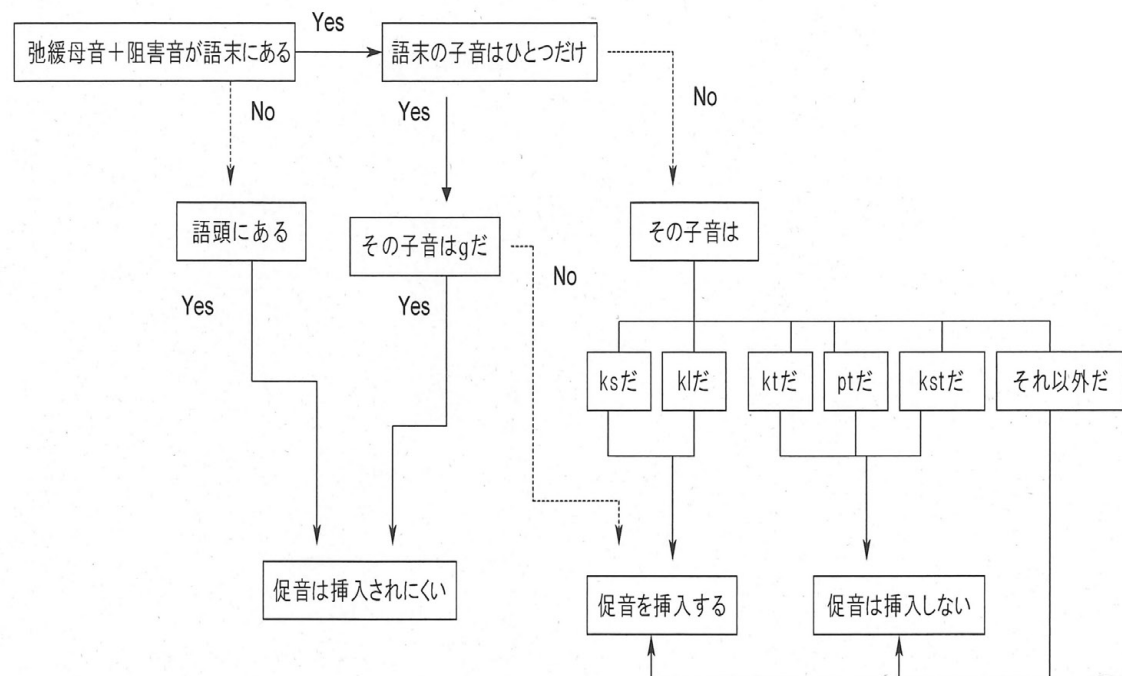 Yes
弛緩母音＋阻害音が語末にある
語末の子音はひとつだけ
No
Yes
No
語頭にある
その子音はgだ
その子音は
Yes
Yes
No
ksだ
klだ
ktだ
ptだ
kstだ
それ以外だ
促音は挿入されにくい
促音を挿入する
促音は挿入しない